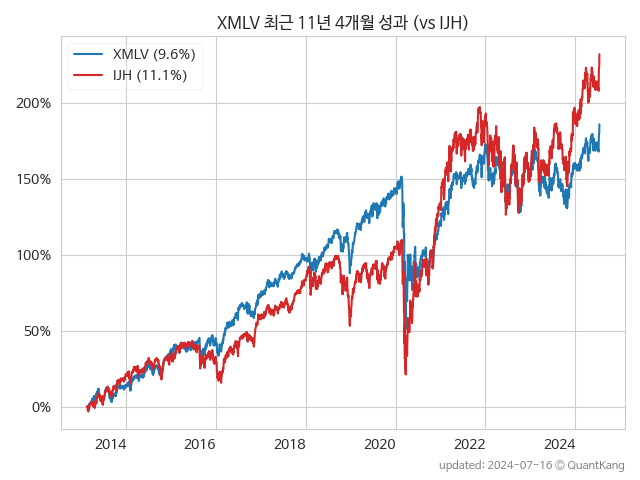 XMLV 최근 11년 4개월 성과 (vs IJH)
XMLV (9.6%)
IJH (11.1%)
200%
150%
100%
50%
0%
2014 2016 2018 2020 2022 2024
updated: 2024-07-16 © QuantKang